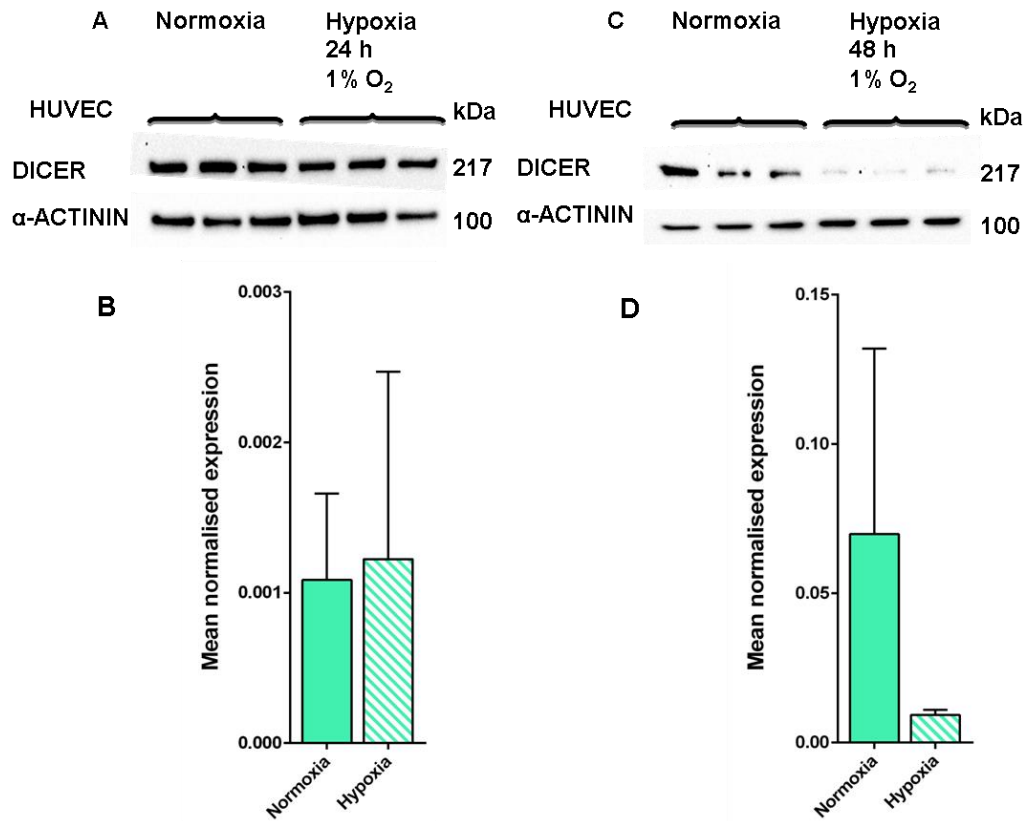 A
Normoxia
Hypoxia
24 h
1% O2
HUVEC
kDa
DICER
217
α-ACTININ
100
C
Normoxia
Hypoxia
48 h
1% O2
HUVEC
kDa
DICER
217
α-ACTININ
100
B
Mean normalised expression
0.003
0.002
0.001
0.000
Normoxia
Hypoxia
D
Mean normalised expression
0.15
0.10
0.05
0.00
Normoxia
Hypoxia